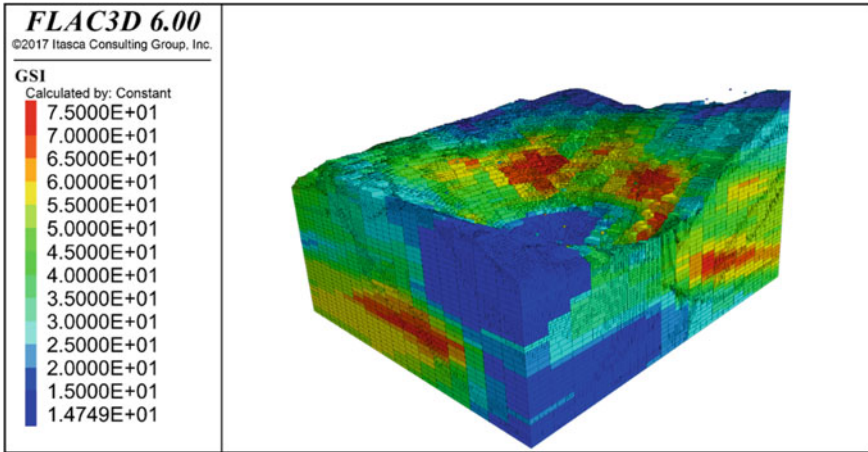 FLAC3D 6.00
©2017 Itasca Consulting Group, Inc.
GSI
Calculated by: Constant
7.5000E+01
7.0000E+01
6.5000E+01
6.0000E+01
5.5000E+01
5.0000E+01
4.5000E+01
4.0000E+01
3.5000E+01
3.0000E+01
2.5000E+01
2.0000E+01
1.5000E+01
1.4749E+01